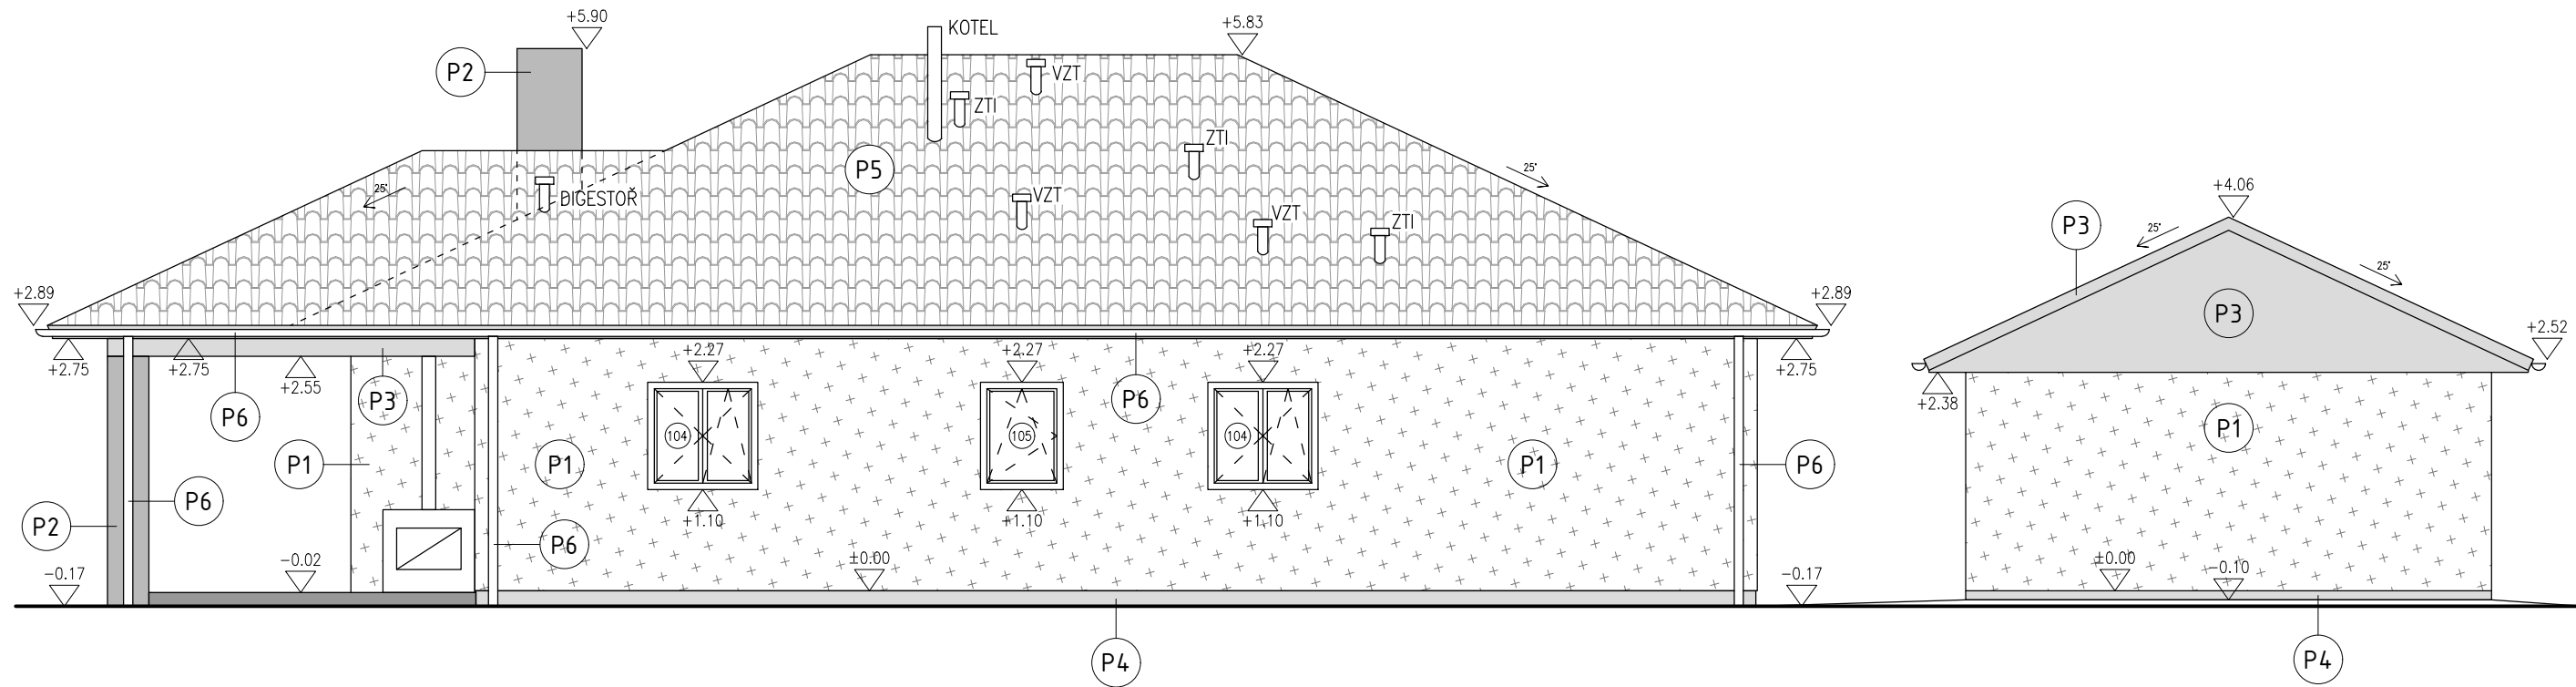 +5.90
KOTEL
+5.83
P2
VZT
ZTI
ZTI
P5
25°
25°
DIGESTOŘ
VZT
VZT
ZTI
+4.06
P3
25°
25°
+2.89
+2.89
P3
+2.52
+2.75
+2.75
+2.55
+2.27
+2.27
+2.27
+2.75
P6
P3
P6
+2.38
P1
104
105
104
P1
P1
P1
P6
P6
P2
+1.10
+1.10
+1.10
P6
-0.17
-0.02
±0.00
-0.17
±0.00
-0.10
P4
P4